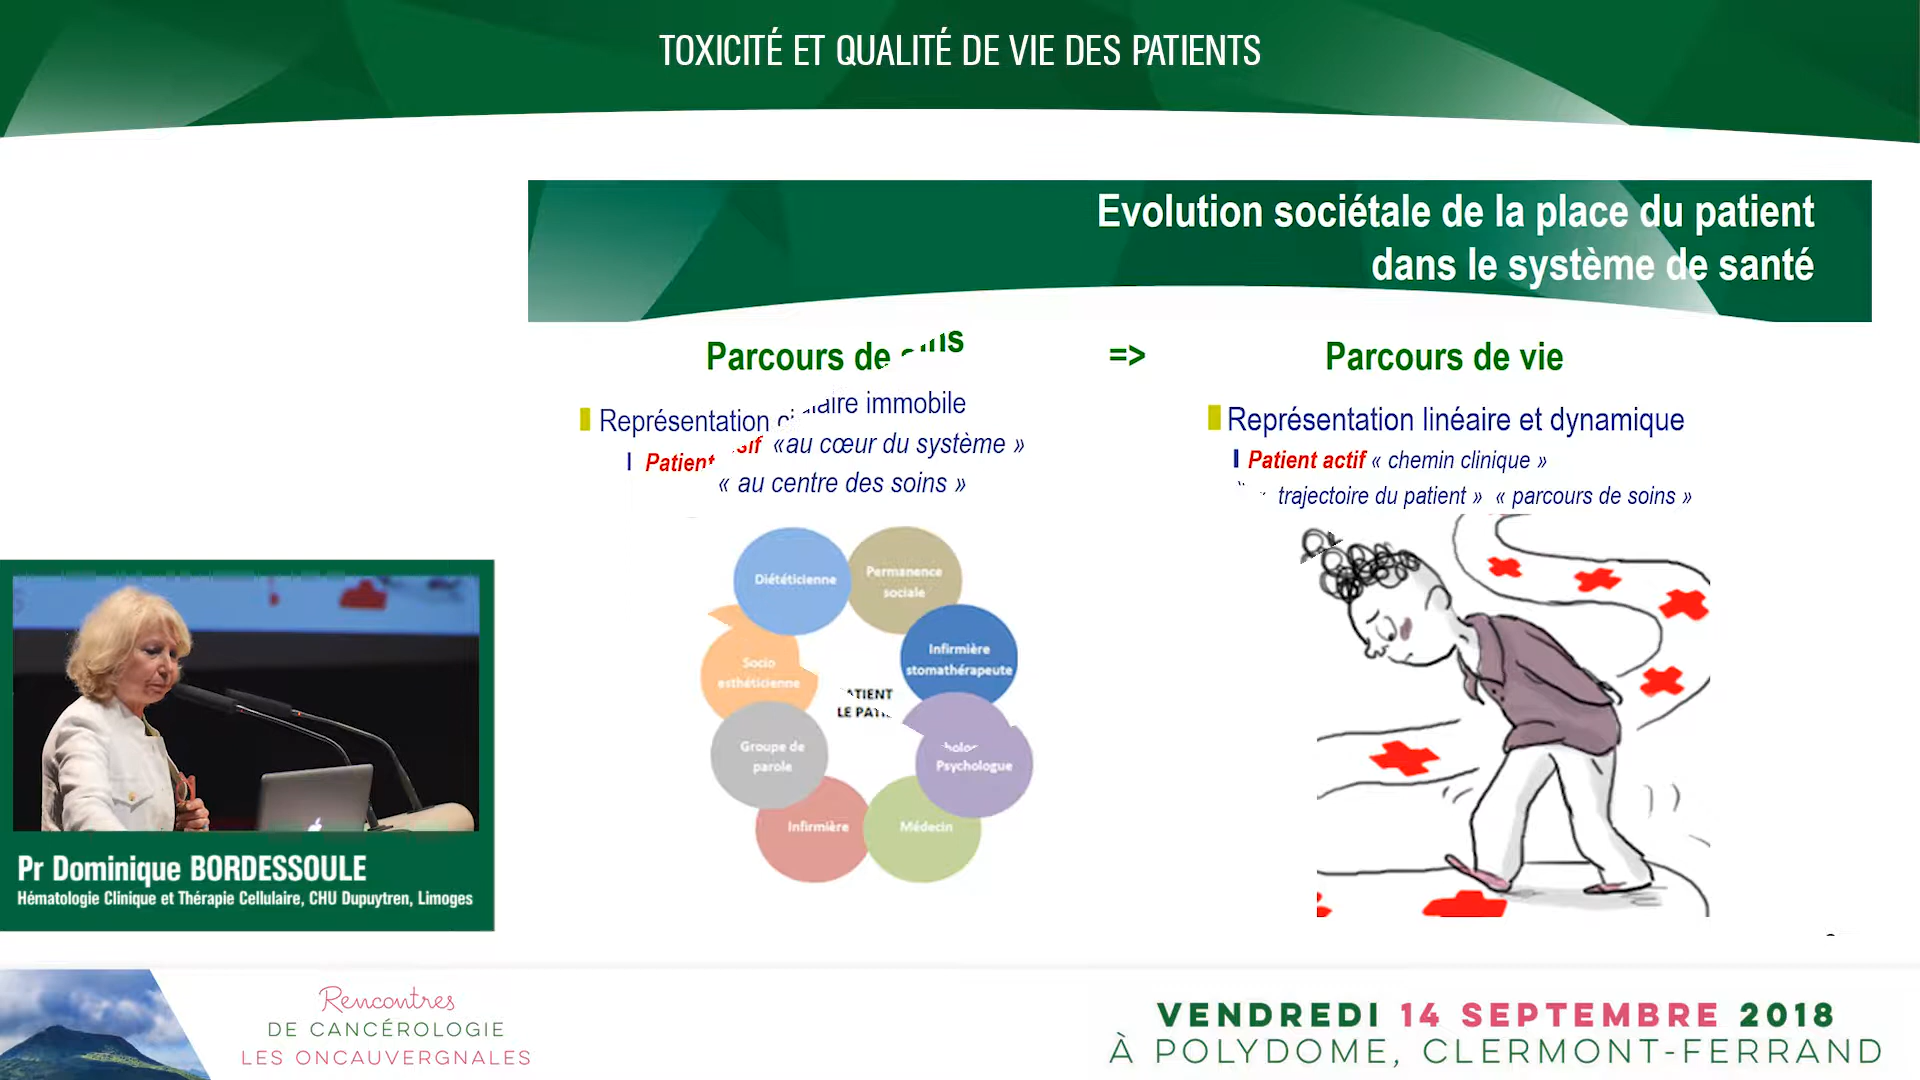 TOXICITÉ ET QUALITÉ DE VIE DES PATIENTS
Evolution sociétale de la place du patient
dans le système de santé
Parcours de
=>
Parcours de vie
Représentation immobile
Patient «au cœur du système »
« au centre des soins »
Représentation linéaire et dynamique
Patient actif « chemin clinique »
trajectoire du patient » « parcours de soins »
Diététicienne
Permanence
sociale
Infirmière
stomathérapeute
Socio
esthéticienne
Groupe de
parole
Psychologue
Infirmière
Médecin
Pr Dominique BORDESSOULE
Hématologie Clinique et Thérapie Cellulaire, CHU Dupuytren, Limoges
Rencontres
DE CANCÉROLOGIE
LES ONCAUVERGNALES
VENDREDI 14 SEPTEMBRE 2018
À POLYDOME, CLERMONT-FERRAND